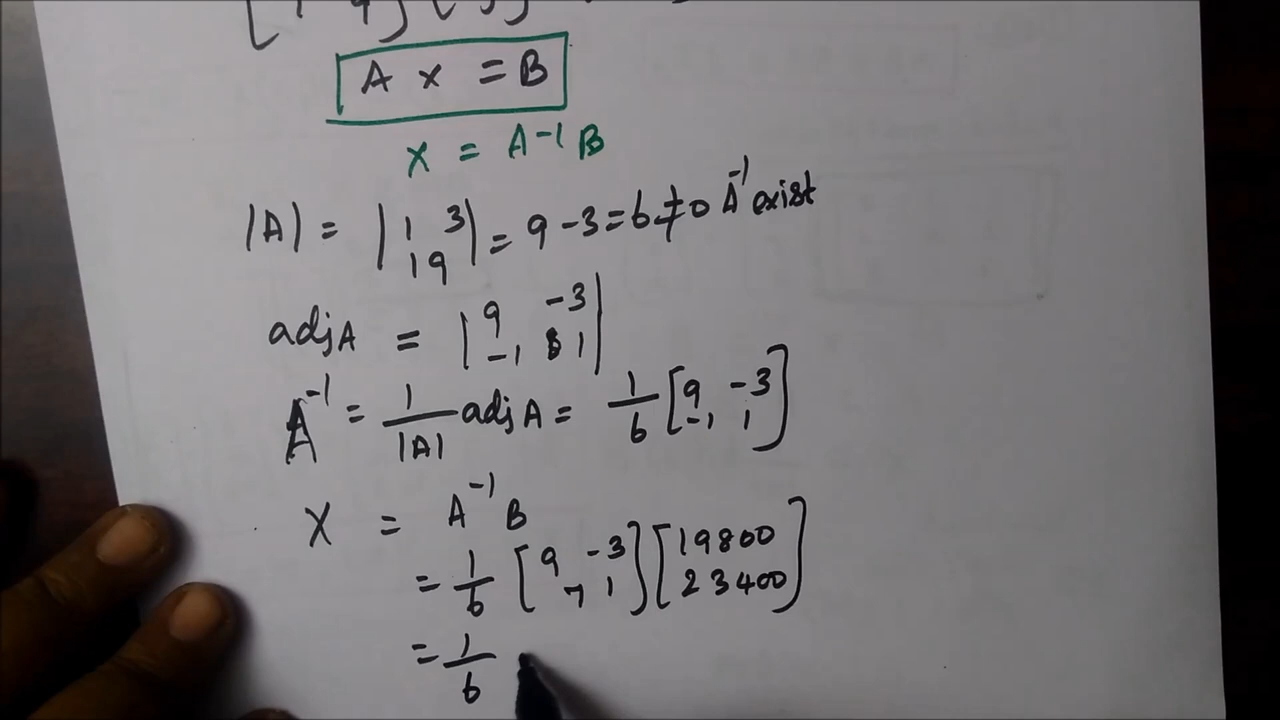 A x = B
x = A-1 B
|A| = | 1 3 1 9 | = 9 - 3 = 6 ≠ 0 A-1 exist
adj A = | 9 -3 -1 1 |
A-1 = 1/|A| adj A = 1/6 [ 9 -3 -1 1 ]
X = A-1 B
= 1/6 [ 9 -3 -1 1 ] [ 19800 23400 ]
= 1/6